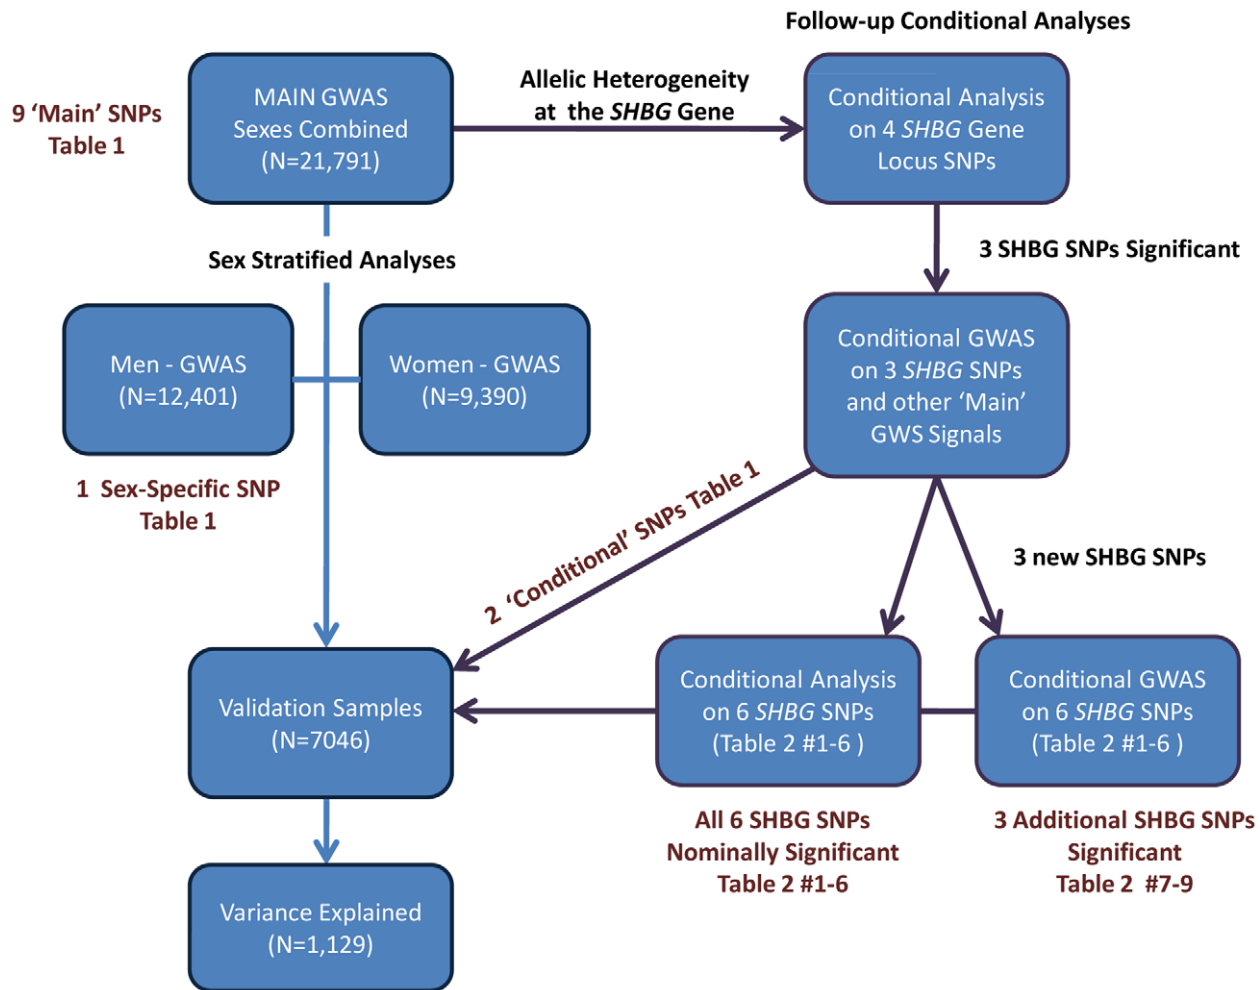 Follow-up Conditional Analyses
9 ‘Main’ SNPs
Table 1
MAIN GWAS
Sexes Combined
(N=21,791)
Allelic Heterogeneity
at the SHBG Gene
Conditional Analysis
on 4 SHBG Gene
Locus SNPs
3 SHBG SNPs Significant
Sex Stratified Analyses
Men - GWAS
(N=12,401)
Women - GWAS
(N=9,390)
1 Sex-Specific SNP
Table 1
Conditional GWAS
on 3 SHBG SNPs
and other ‘Main’
GWS Signals
2 ‘Conditional’ SNPs Table 1
3 new SHBG SNPs
Validation Samples
(N=7046)
Conditional Analysis
on 6 SHBG SNPs
(Table 2 #1-6 )
Conditional GWAS
on 6 SHBG SNPs
(Table 2 #1-6 )
All 6 SHBG SNPs
Nominally Significant
Table 2 #1-6
3 Additional SHBG SNPs
Significant
Table 2 #7-9
Variance Explained
(N=1,129)